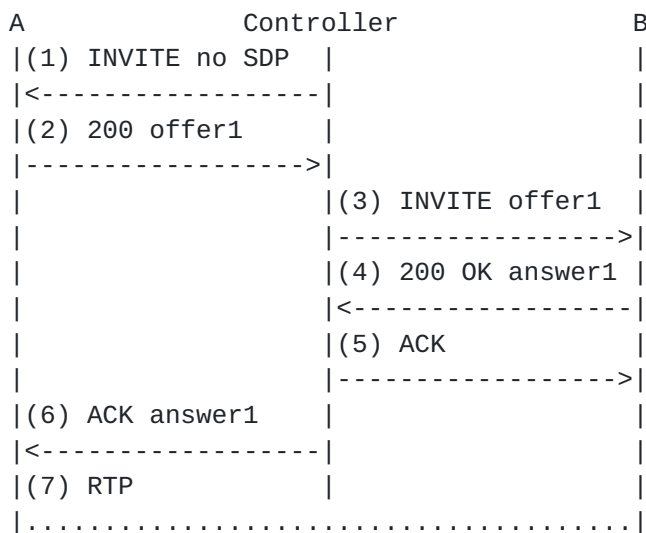 A              Controller               B
|(1) INVITE no SDP  |                   |
|<------------------|                   |
|(2) 200 offer1     |                   |
|------------------>|                   |
|                   |(3) INVITE offer1  |
|                   |------------------>|
|                   |(4) 200 OK answer1 |
|                   |<------------------|
|                   |(5) ACK            |
|                   |------------------>|
|(6) ACK answer1    |                   |
|<------------------|                   |
|(7) RTP            |                   |
|.......................................|